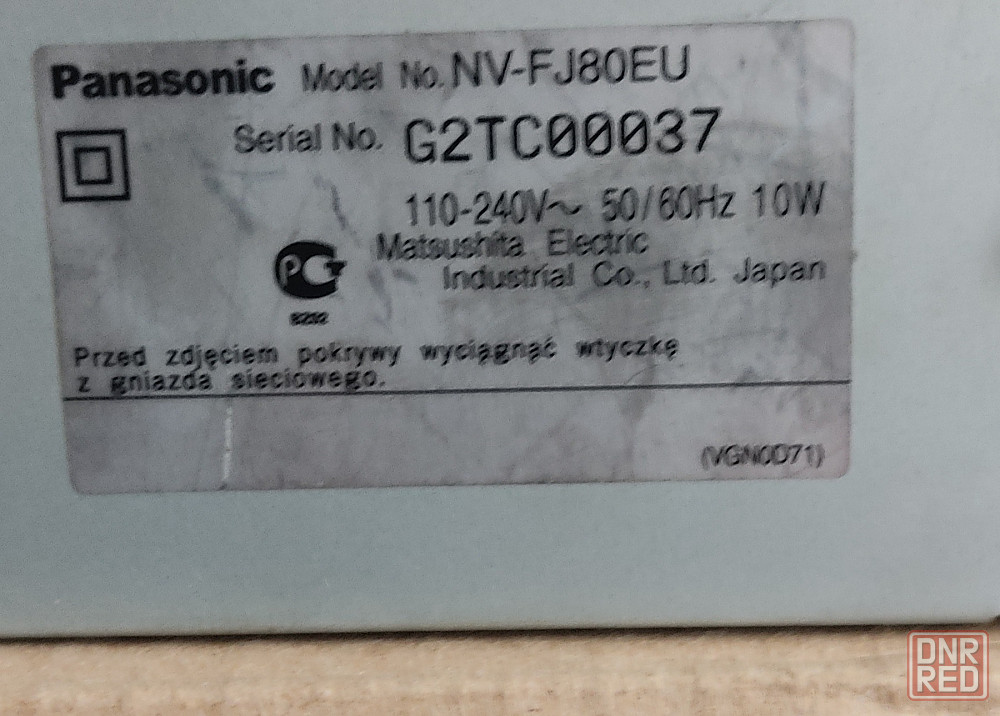 Panasonic Model No. NV-FJ80EU
Serial No. G2TC00037
110-240V~ 50/60Hz 10W
Matsushita Electric
Industrial Co., Ltd. Japan
PCT
Przed zdjęciem pokrywy wyciągnąć wtyczkę
z gniazda sieciowego.
(VGN0D71)
DNR
RED